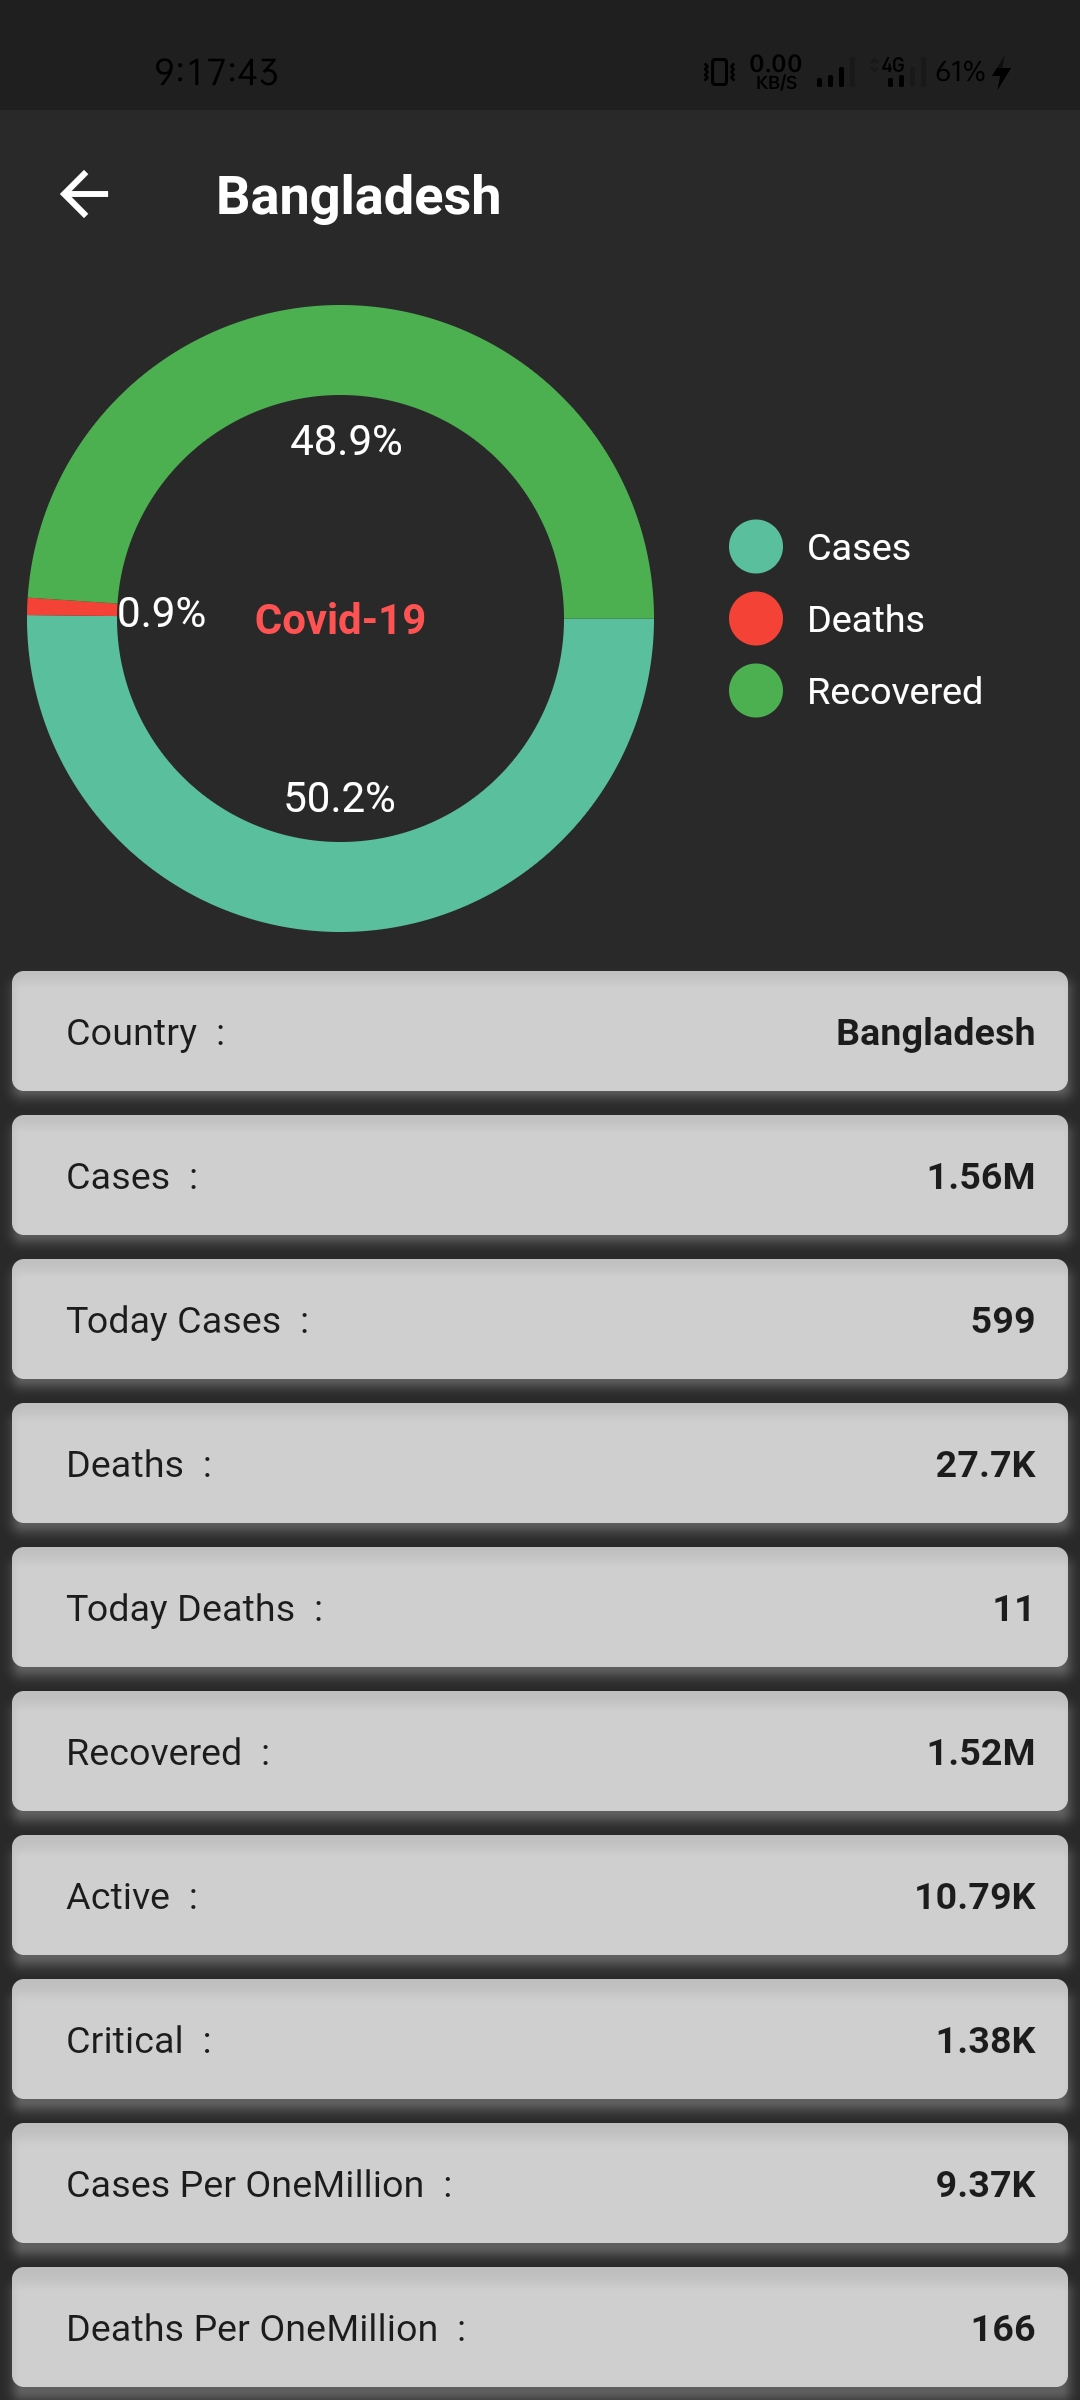 9:17:43 0.00 KB/S 4G 61%
Bangladesh
48.9%
0.9% Covid-19
50.2%
Cases
Deaths
Recovered
Country : Bangladesh
Cases : 1.56M
Today Cases : 599
Deaths : 27.7K
Today Deaths : 11
Recovered : 1.52M
Active : 10.79K
Critical : 1.38K
Cases Per OneMillion : 9.37K
Deaths Per OneMillion : 166